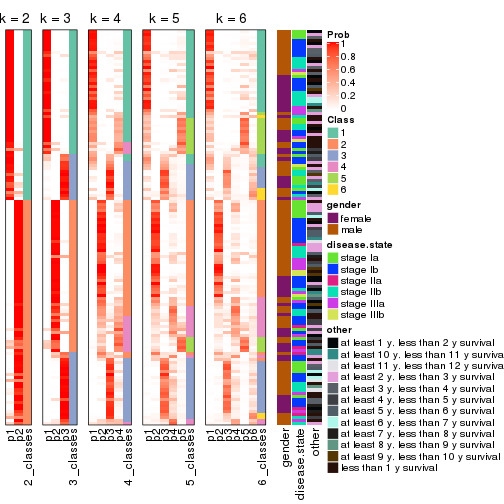 k = 2 k = 3 k = 4 k = 5 k = 6
Prob
1
0.8
0.6
0.4
0.2
0
Class
1
2
3
4
5
6
gender
female
male
disease.state
stage Ia
stage Ib
stage IIa
stage IIb
stage IIIa
stage IIIb
other
at least 1 y. less than 2 y survival
at least 10 y. less than 11 y survival
at least 11 y. less than 12 y survival
at least 2 y. less than 3 y survival
at least 3 y. less than 4 y survival
at least 4 y. less than 5 y survival
at least 5 y. less than 6 y survival
at least 6 y. less than 7 y survival
at least 7 y. less than 8 y survival
at least 8 y. less than 9 y survival
at least 9 y. less than 10 y survival
less than 1 y survival
p1 p2 2_classes p1 p2 p3 3_classes p1 p2 p3 p4 4_classes p1 p2 p3 p4 p5 5_classes p1 p2 p3 p4 p5 p6 6_classes gender disease.state other